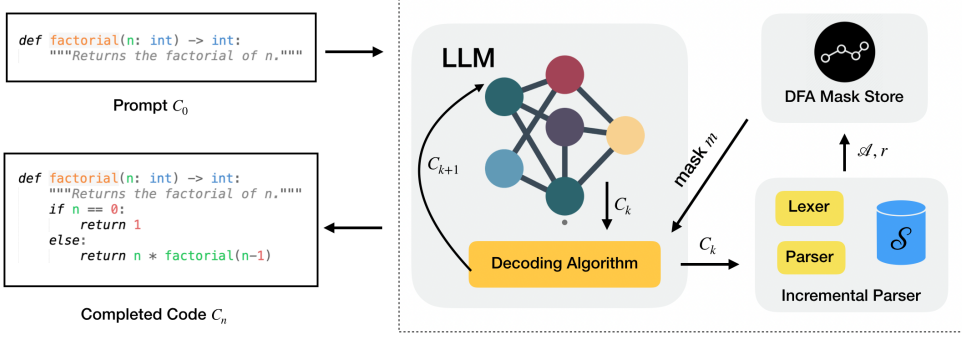 def factorial(n: int) -> int:
"""Returns the factorial of n."""
Prompt C₀
def factorial(n: int) -> int:
"""Returns the factorial of n."""
if n == 0:
return 1
else:
return n * factorial(n-1)
Completed Code Cₙ
LLM
Cₖ₊₁
Cₖ
Decoding Algorithm
mask m
Cₖ
DFA Mask Store
𝒜, r
Lexer
Parser
𝒮
Incremental Parser